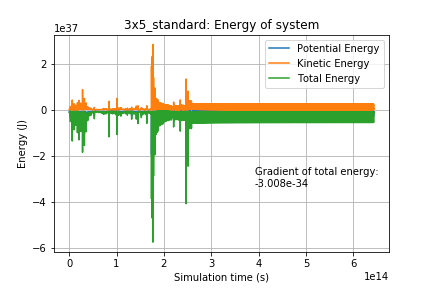 3x5_standard: Energy of system
1e37
Potential Energy
Kinetic Energy
Total Energy
2
0
−2
−4
−6
Energy (J)
Gradient of total energy:
-3.008e-34
0 1 2 3 4 5 6
1e14
Simulation time (s)